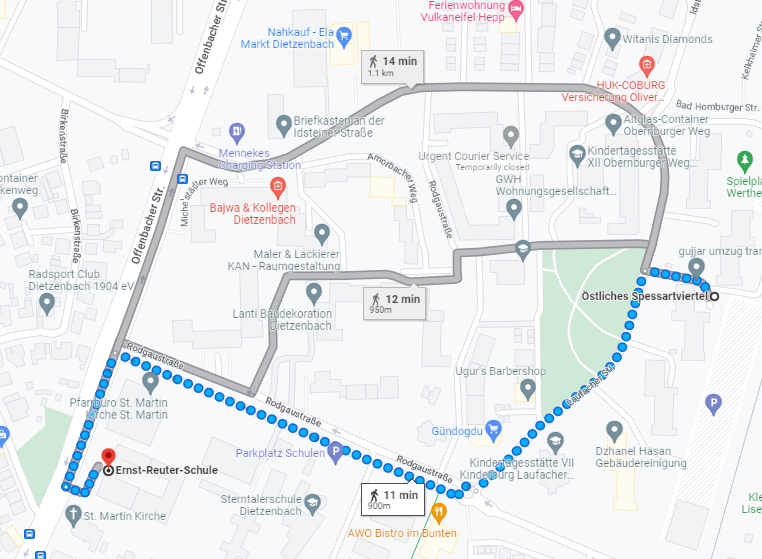 Ferienwohnung
Vulkaneifel Hepp
Nahkauf - Ela
Markt Dietzenbach
Offenbacher Str.
Witanis Diamonds
14 min
1.1 km
HUK-COBURG
Versicherung Oliver...
Bad Homburger Str.
Kelkheimer St
Birkenstraße
Briefkastenian der
Idsteiner Straße
Altglas-Container
Obernburger Weg
Mennekes
Charging Station
Amorbacher Weg
Urgent Courier Service
Temporarily closed
Kindertagesstätte
XII Obernburger Weg...
GWH
Wohnungsgesellschaft...
ontainer
kenweg
Michelstädter Weg
Rodgaustraße
Spielpla
Werthe
Bajwa & Kollegen
Dietzenbach
Birkenstraße
Offenbacher Str.
Maler & Lackierer
KAN - Raumgestaltung
gujjar umzug tran
Radsport Club
Dietzenbach 1904 eV
Östliches Spessartviertel
12 min
950m
Lanti Baudekoration
Dietzenbach
Rodgaustraße
Ugur's Barbershop
Laufacher Str.
Pfarrbüro St. Martin
Kirche St. Martin
Rodgaustraße
Gündogdu
Parkplatz Schulen
Rodgaustraße
Dzhanel Hasan
Gebäudereinigung
Ernst-Reuter-Schule
Kindertagesstätte VII
Kinderburg Laufacher...
11 min
900m
Sterntalerschule
Dietzenbach
St. Martin Kirche
Kle
Lise
AWO Bistro im Bunten